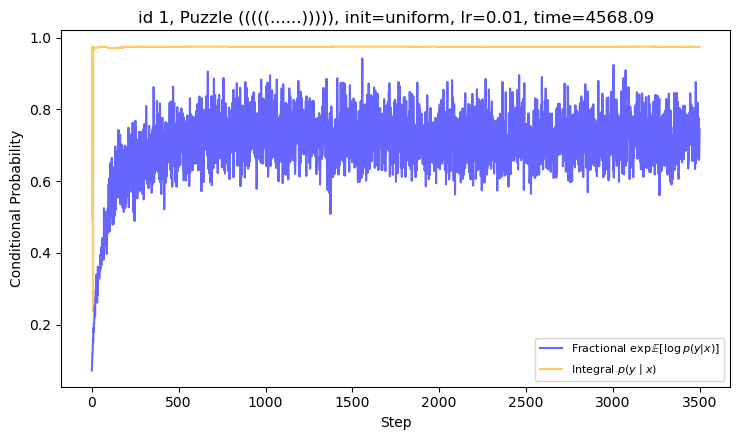 id 1, Puzzle (((((......))))), init=uniform, lr=0.01, time=4568.09
Conditional Probability
1.0
0.8
0.6
0.4
0.2
0
500
1000
1500
2000
2500
3000
3500
Step
Fractional exp𝔼[log p(y|x)]
Integral p(y | x)